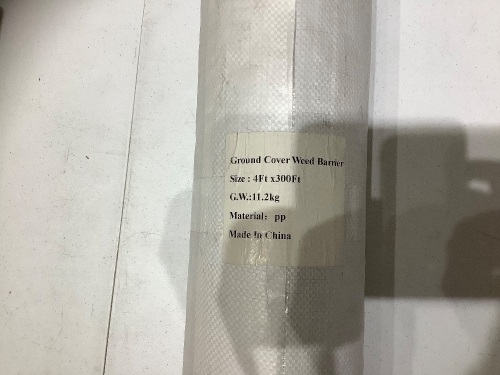 Ground Cover Weed Barrier
Size : 4Ft x300Ft
G.W.:11.2kg
Material: pp
Made In China